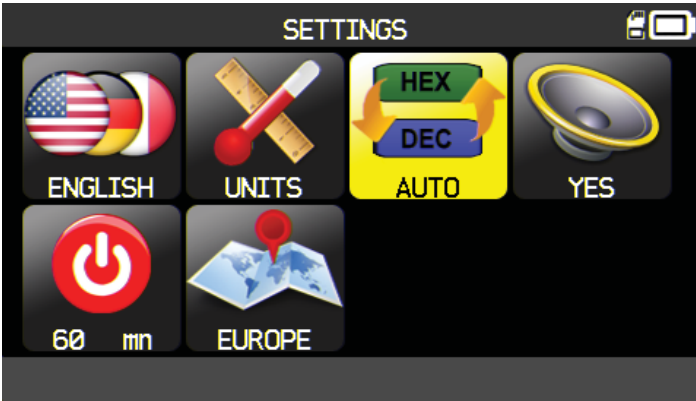 SETTINGS
HEX
DEC
ENGLISH
UNITS
AUTO
YES
60 mn
EUROPE